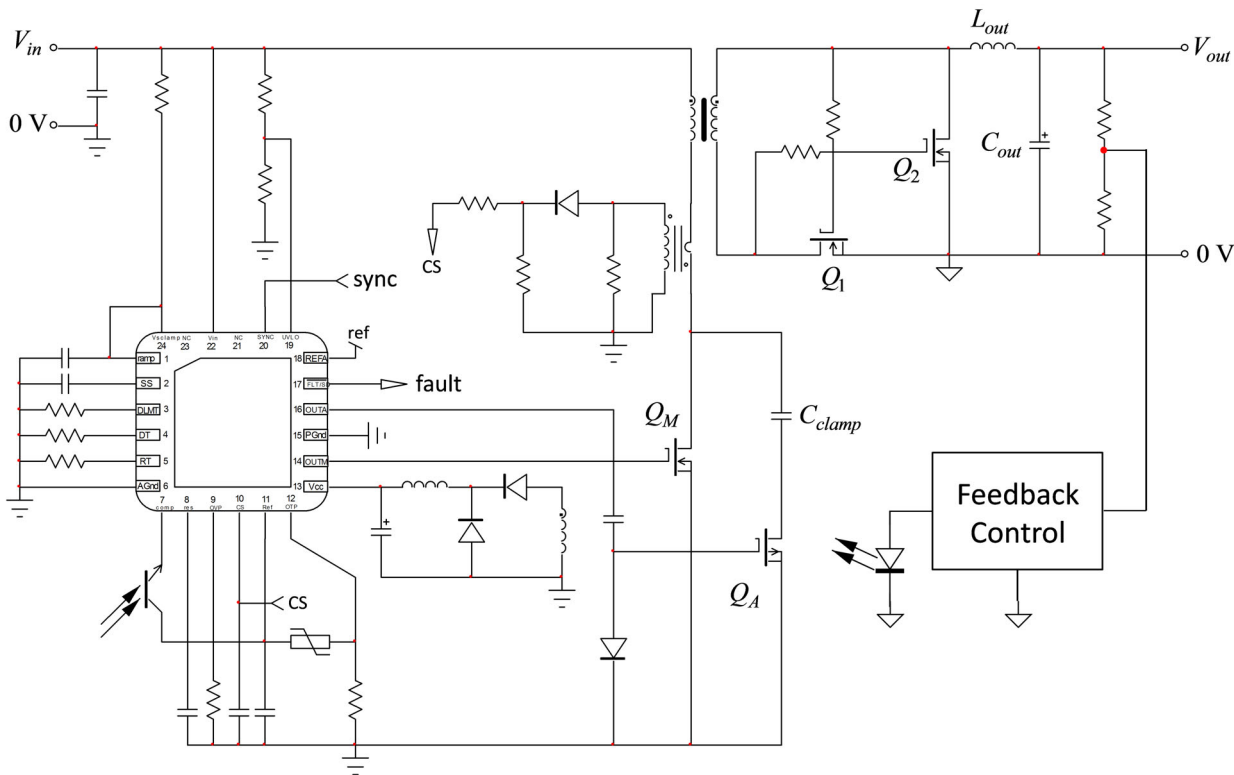 V_in
0 V
L_out
V_out
Q_2
C_out
Q_1
0 V
CS
sync
ref
Vsclamp NC Vin NC SYNC UVLO
24 23 22 21 20 19
ramp 1
SS 2
DLMT 3
DT 4
RT 5
AGnd 6
18 REFA
17 FLT/SD
16 OUTA
15 PGnd
14 OUTM
13 Vcc
7 8 9 10 11 12
comp res OVP CS Ref OTP
fault
Q_M
C_clamp
Q_A
CS
Feedback
Control